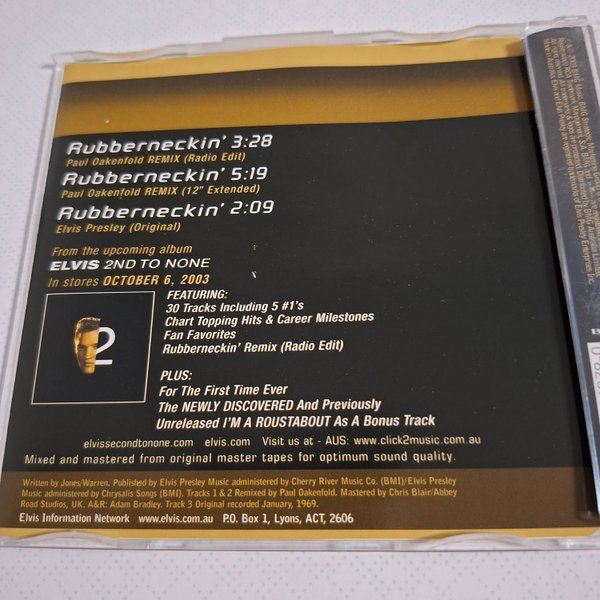 Rubberneckin' 3:28
Paul Oakenfold REMIX (Radio Edit)
Rubberneckin' 5:19
Paul Oakenfold REMIX (12" Extended)
Rubberneckin' 2:09
Elvis Presley (Original)
From the upcoming album
ELVIS 2ND TO NONE
In stores OCTOBER 6, 2003
2
FEATURING:
30 Tracks Including 5 #1's
Chart Topping Hits & Career Milestones
Fan Favorites
Rubberneckin' Remix (Radio Edit)
PLUS:
For The First Time Ever
The NEWLY DISCOVERED And Previously
Unreleased I'M A ROUSTABOUT As A Bonus Track
elvissecondtonone.com elvis.com Visit us at - AUS: www.click2music.com.au
Mixed and mastered from original master tapes for optimum sound quality.
Written by Jones/Warren. Published by Elvis Presley Music administered by Cherry River Music Co. (BMI)/Elvis Presley
Music administered by Chrysalis Songs (BMI). Tracks 1 & 2 Remixed by Paul Oakenfold. Mastered by Chris Blair/Abbey
Road Studios, UK. A&R: Adam Bradley. Track 3 Original recorded January, 1969.
Elvis Information Network www.elvis.com.au P.O. Box 1, Lyons, ACT, 2606